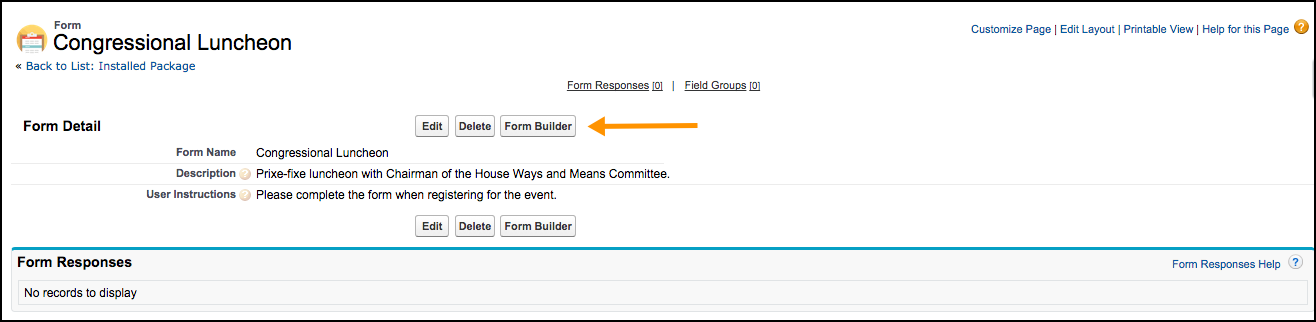 Form
Congressional Luncheon
Customize Page | Edit Layout | Printable View | Help for this Page ?
« Back to List: Installed Package
Form Responses [0] | Field Groups [0]
Form Detail Edit Delete Form Builder
Form Name Congressional Luncheon
Description ? Prixe-fixe luncheon with Chairman of the House Ways and Means Committee.
User Instructions ? Please complete the form when registering for the event.
Edit Delete Form Builder
Form Responses Form Responses Help ?
No records to display